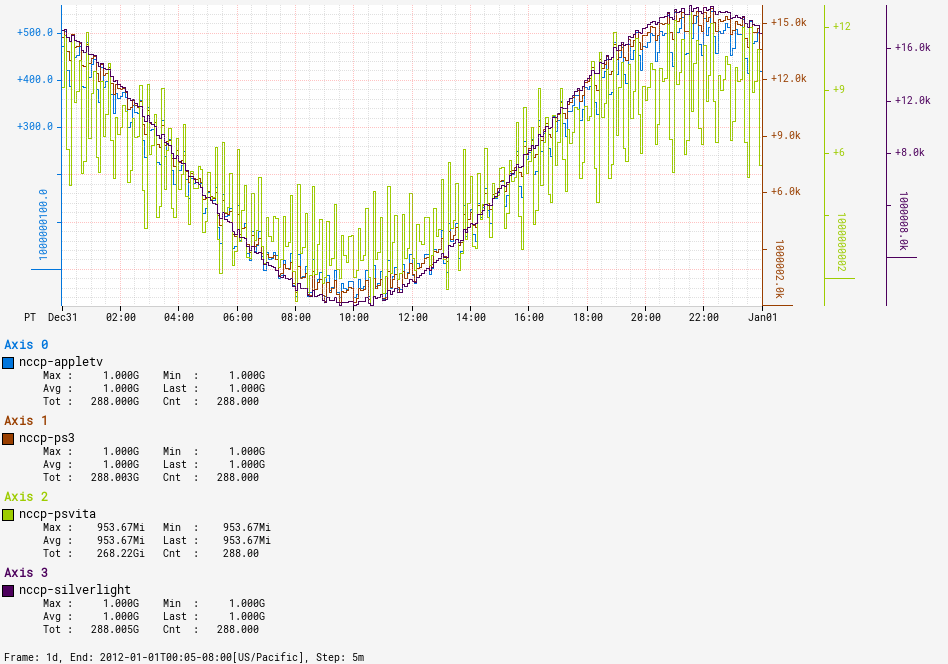 +500.0
+400.0
+300.0
1000000100.0
+15.0k
+12.0k
+9.0k
+6.0k
1000002.0k
+12
+9
+6
1000000002
+16.0k
+12.0k
+8.0k
1000008.0k
PT Dec31 02:00 04:00 06:00 08:00 10:00 12:00 14:00 16:00 18:00 20:00 22:00 Jan01
Axis 0
nccp-appletv
Max : 1.000G Min : 1.000G
Avg : 1.000G Last : 1.000G
Tot : 288.000G Cnt : 288.000
Axis 1
nccp-ps3
Max : 1.000G Min : 1.000G
Avg : 1.000G Last : 1.000G
Tot : 288.003G Cnt : 288.000
Axis 2
nccp-psvita
Max : 953.67Mi Min : 953.67Mi
Avg : 953.67Mi Last : 953.67Mi
Tot : 268.22Gi Cnt : 288.00
Axis 3
nccp-silverlight
Max : 1.000G Min : 1.000G
Avg : 1.000G Last : 1.000G
Tot : 288.005G Cnt : 288.000
Frame: 1d, End: 2012-01-01T00:05-08:00[US/Pacific], Step: 5m